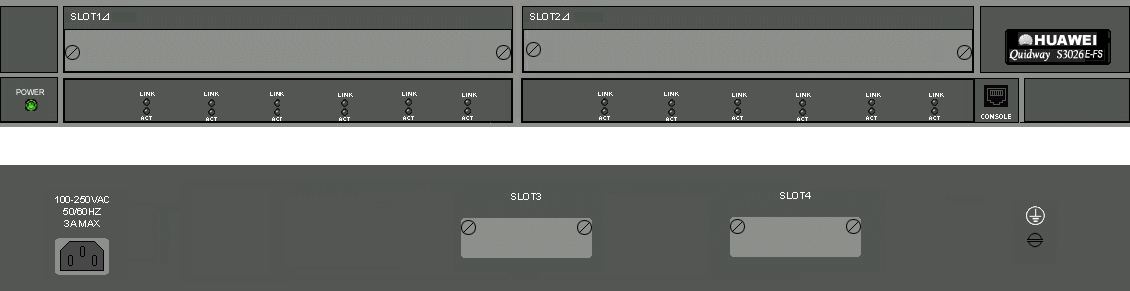 SLOT1 SLOT2
HUAWEI
Quidway S3026E-FS
POWER
LINK LINK LINK LINK LINK LINK LINK LINK LINK LINK LINK LINK
ACT ACT ACT ACT ACT ACT ACT ACT ACT ACT ACT ACT
CONSOLE
100-250VAC
50/60HZ
3A MAX
SLOT3 SLOT4